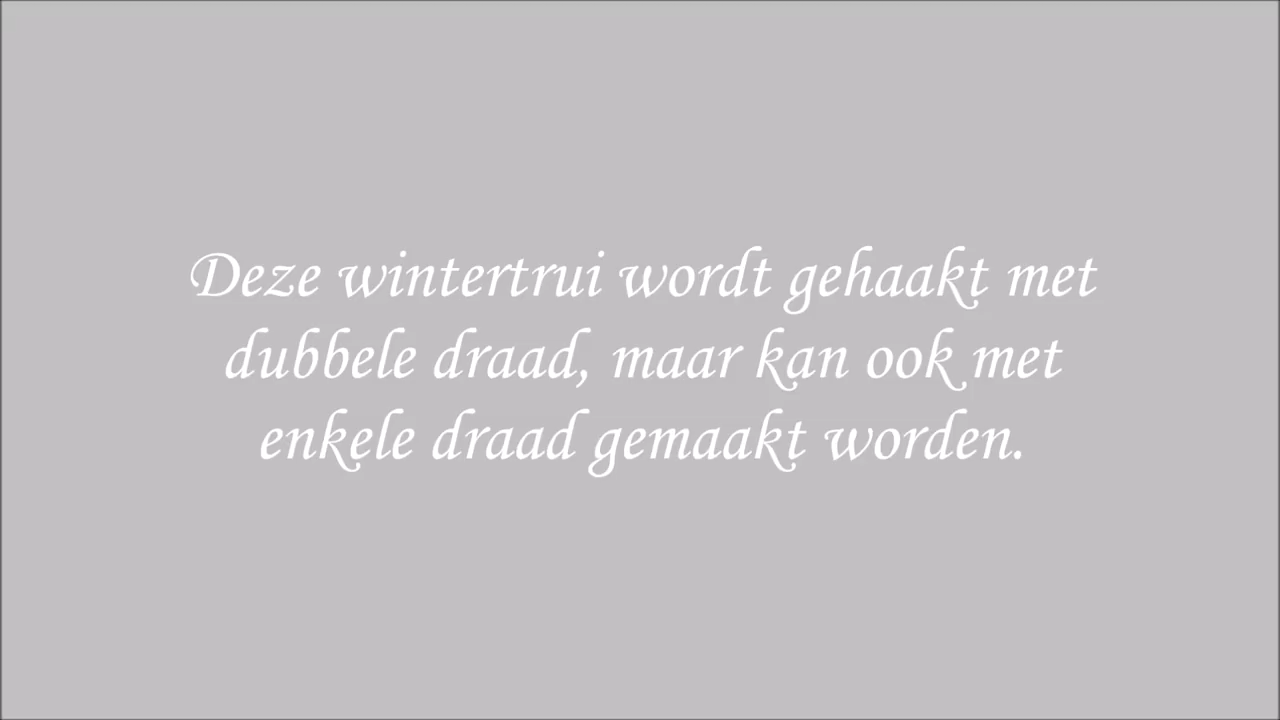 Deze wintertrui wordt gehaakt met
dubbele draad, maar kan ook met
enkele draad gemaakt worden.